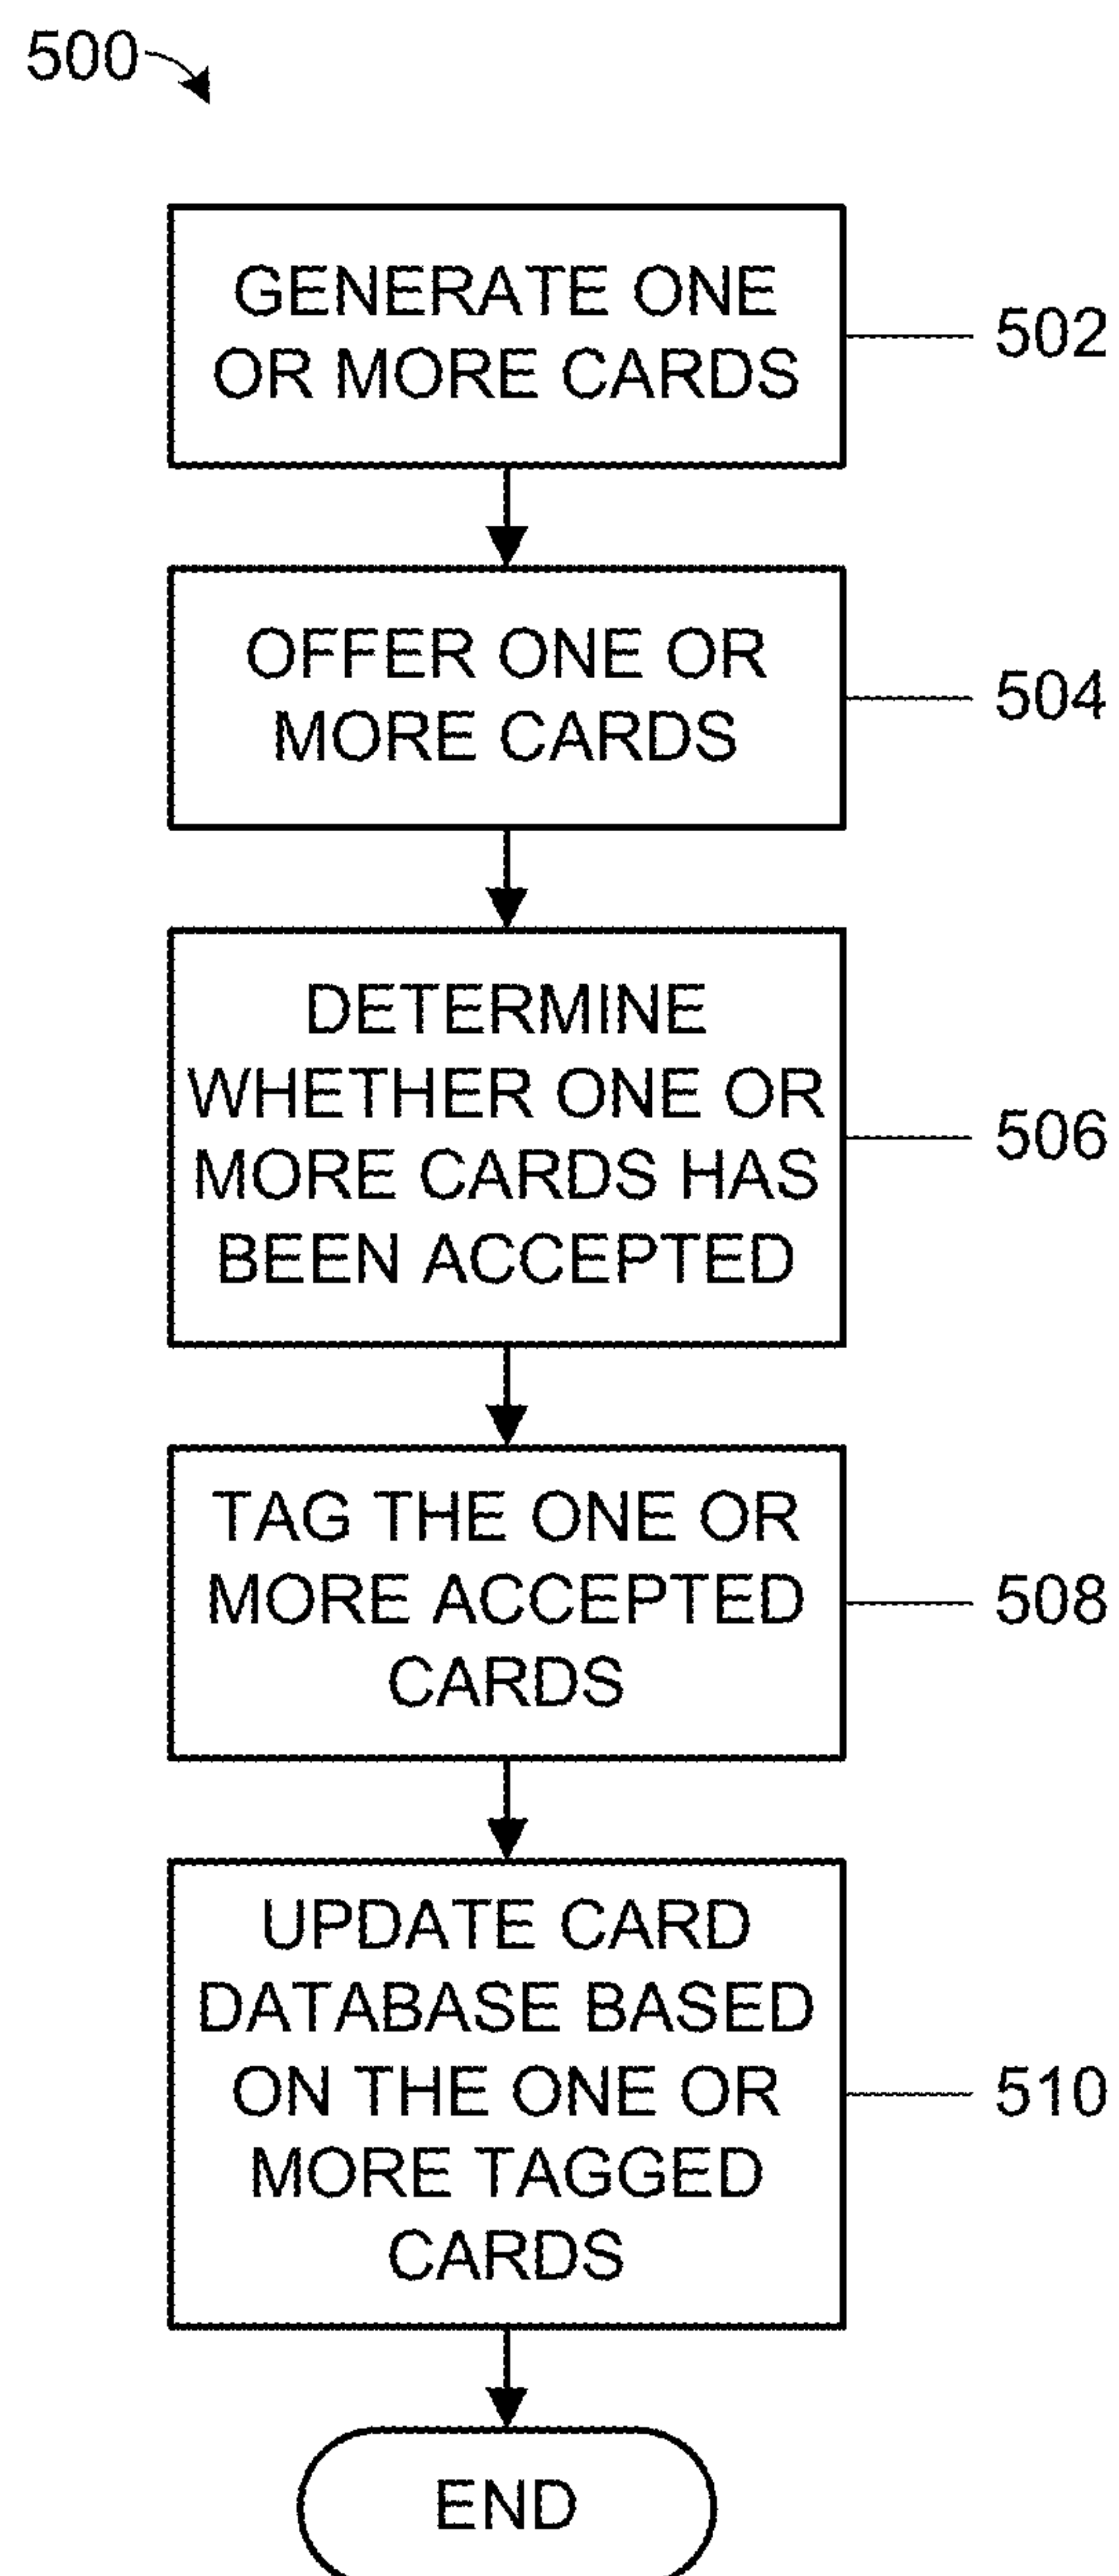 500
GENERATE ONE
OR MORE CARDS
502
OFFER ONE OR
MORE CARDS
504
DETERMINE
WHETHER ONE OR
MORE CARDS HAS
BEEN ACCEPTED
506
TAG THE ONE OR
MORE ACCEPTED
CARDS
508
UPDATE CARD
DATABASE BASED
ON THE ONE OR
MORE TAGGED
CARDS
510
END